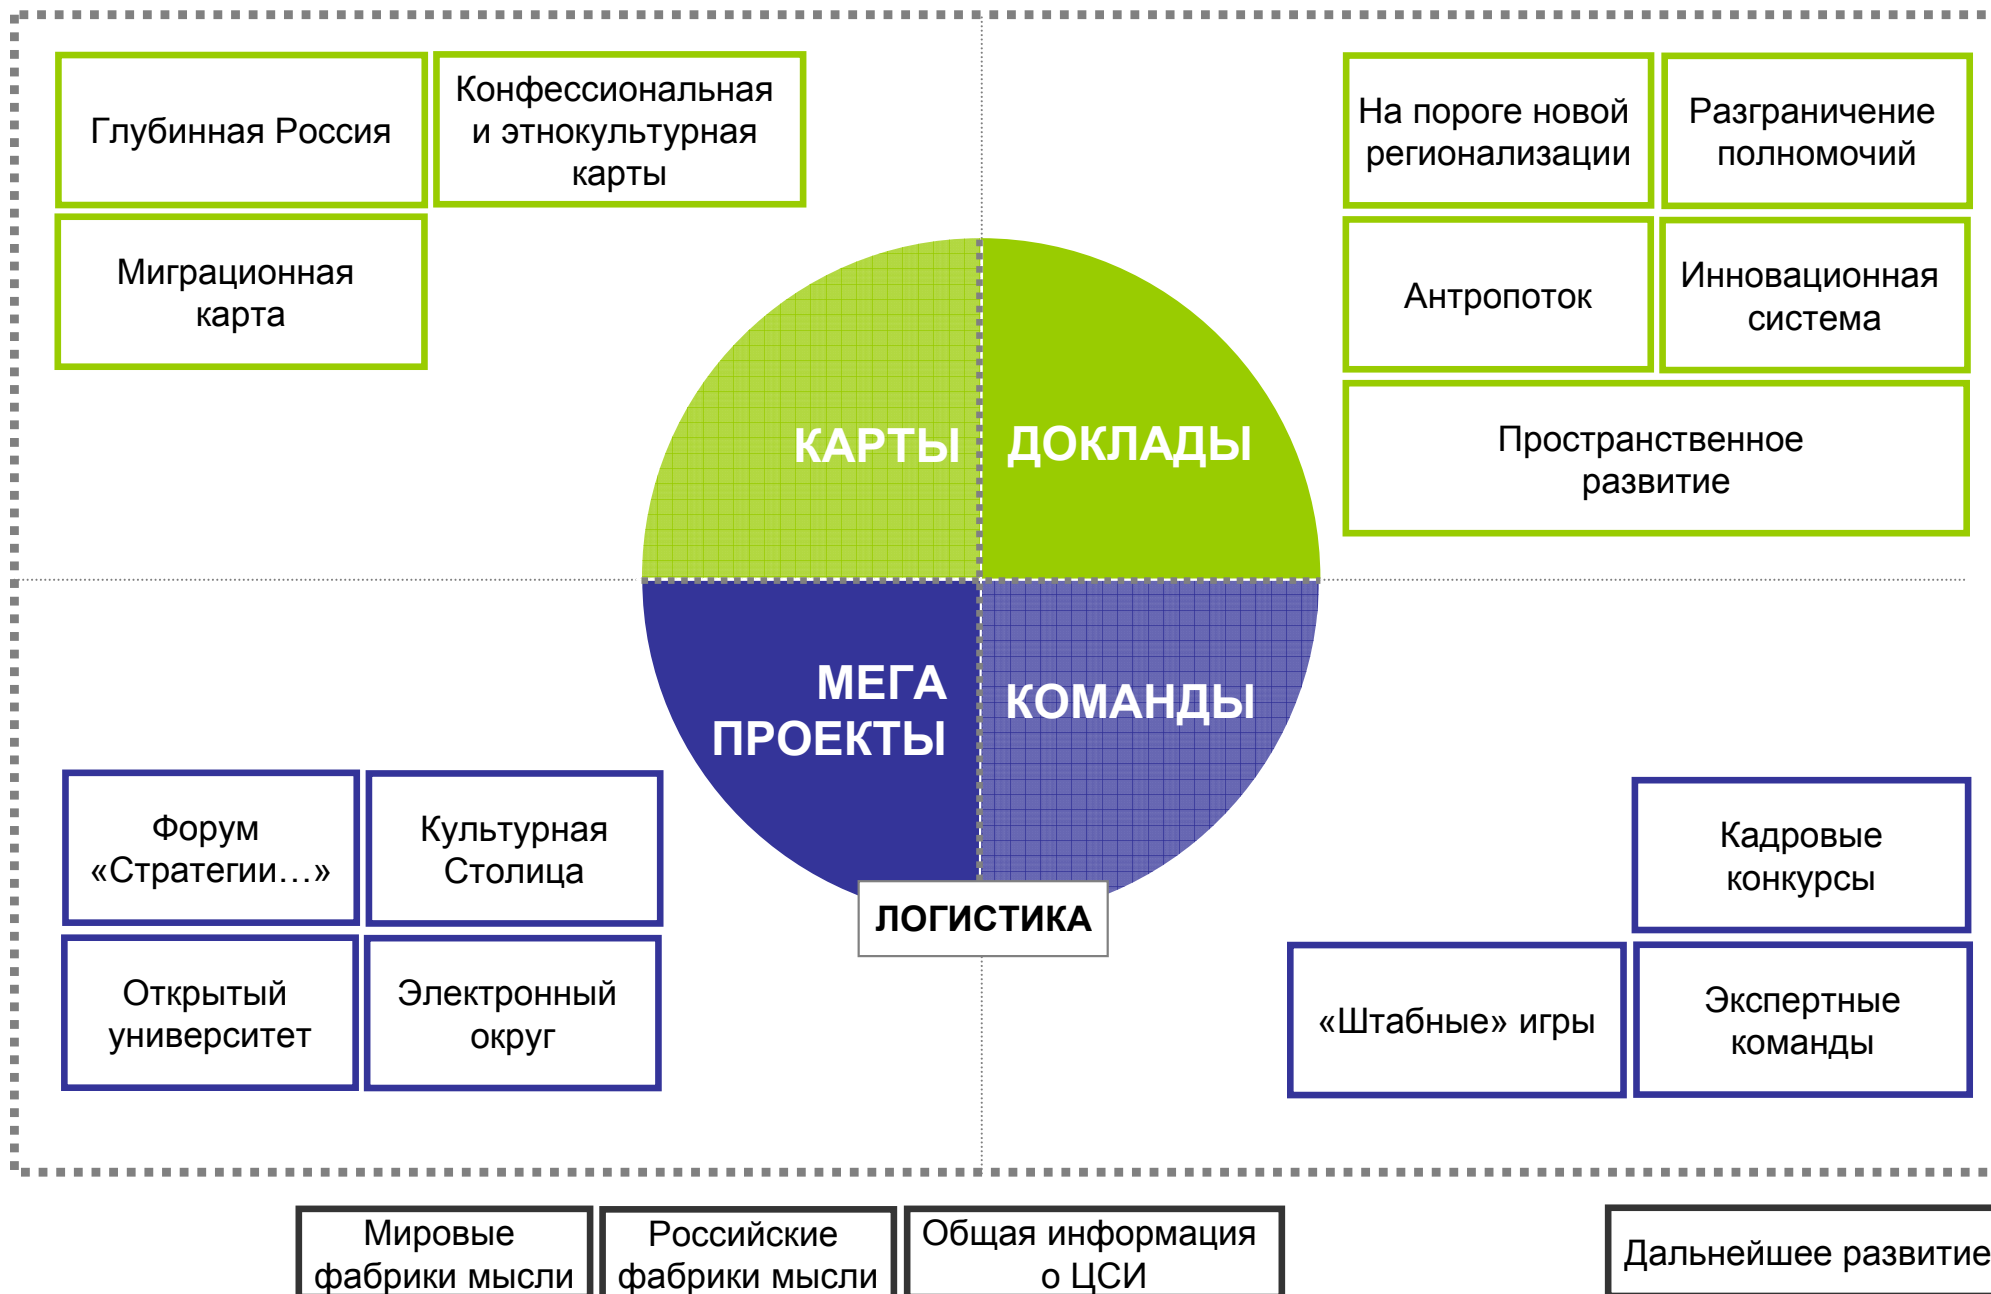 Глубинная Россия
Конфессиональная
и этнокультурная
карты
Миграционная
карта
На пороге новой
регионализации
Разграничение
полномочий
Антропоток
Инновационная
система
Пространственное
развитие
КАРТЫ
ДОКЛАДЫ
МЕГА
ПРОЕКТЫ
КОМАНДЫ
ЛОГИСТИКА
Форум
«Стратегии…»
Культурная
Столица
Открытый
университет
Электронный
округ
Кадровые
конкурсы
«Штабные» игры
Экспертные
команды
Мировые
фабрики мысли
Российские
фабрики мысли
Общая информация
о ЦСИ
Дальнейшее развитие